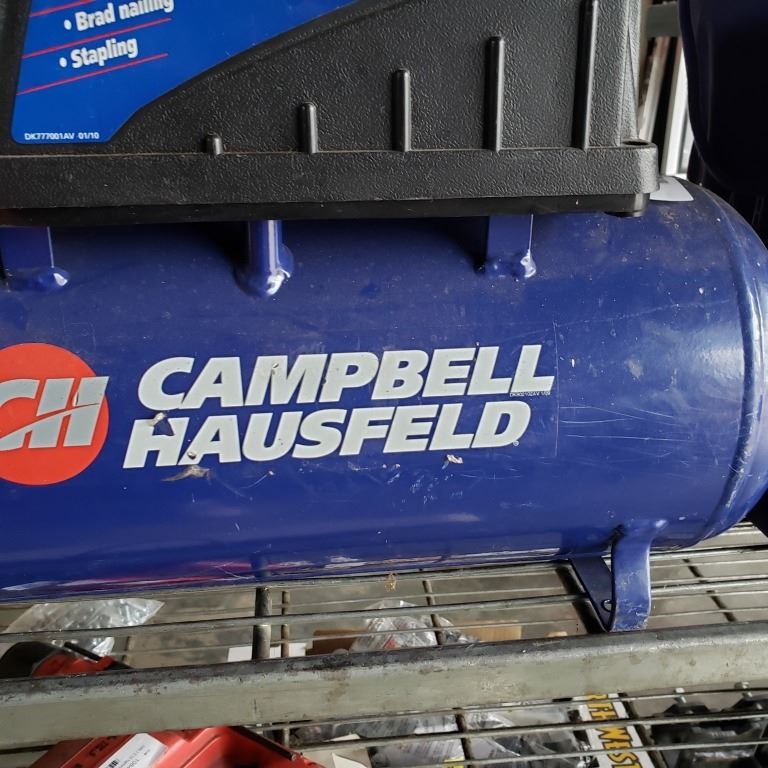 • Brad nailing
• Stapling
DK777001AV 01/10
CH
CAMPBELL
HAUSFELD